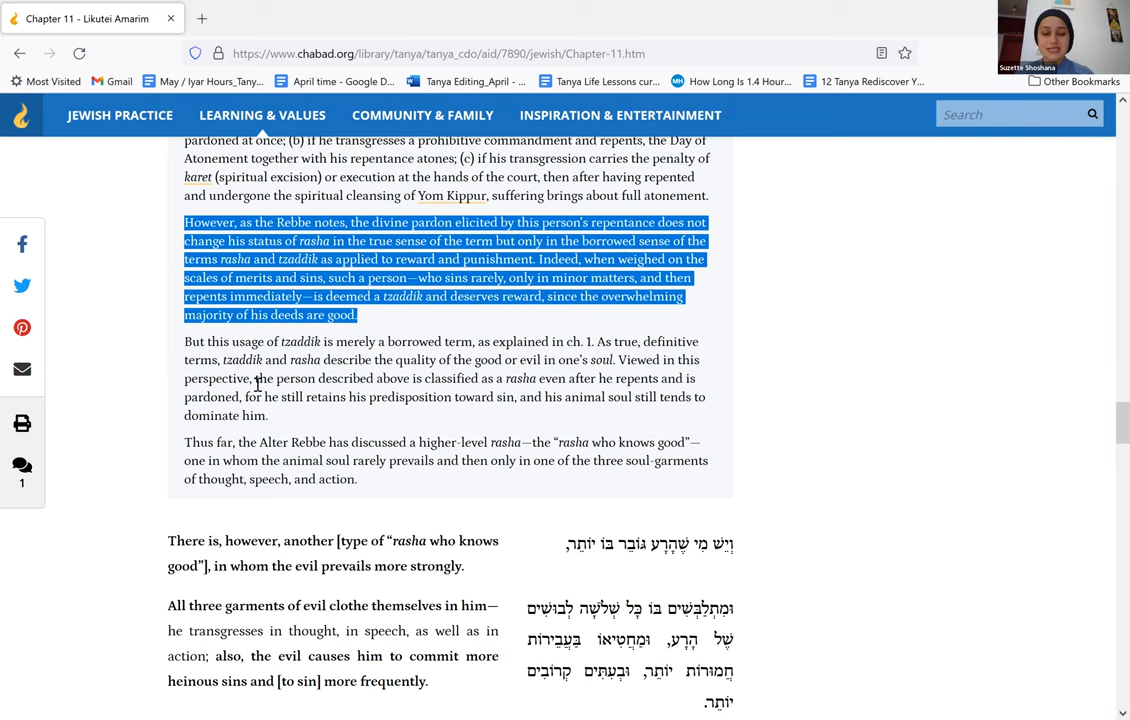 Chapter 11 - Likutei Amarim
https://www.chabad.org/library/tanya/tanya_cdo/aid/7890/jewish/Chapter-11.htm
Most Visited Gmail May / Iyar Hours_Tany... April time - Google D... Tanya Editing_April - ... Tanya Life Lessons cur... MH How Long Is 1.4 Hour... 12 Tanya Rediscover Y... Other Bookmarks
Suzette Shoshana
JEWISH PRACTICE LEARNING & VALUES COMMUNITY & FAMILY INSPIRATION & ENTERTAINMENT Search
pardoned at once; (b) if he transgresses a prohibitive commandment and repents, the Day of
Atonement together with his repentance atones; (c) if his transgression carries the penalty of
karet (spiritual excision) or execution at the hands of the court, then after having repented
and undergone the spiritual cleansing of Yom Kippur, suffering brings about full atonement.
However, as the Rebbe notes, the divine pardon elicited by this person's repentance does not
change his status of rasha in the true sense of the term but only in the borrowed sense of the
terms rasha and tzaddik as applied to reward and punishment. Indeed, when weighed on the
scales of merits and sins, such a person—who sins rarely, only in minor matters, and then
repents immediately—is deemed a tzaddik and deserves reward, since the overwhelming
majority of his deeds are good.
But this usage of tzaddik is merely a borrowed term, as explained in ch. 1. As true, definitive
terms, tzaddik and rasha describe the quality of the good or evil in one's soul. Viewed in this
perspective, the person described above is classified as a rasha even after he repents and is
pardoned, for he still retains his predisposition toward sin, and his animal soul still tends to
dominate him.
Thus far, the Alter Rebbe has discussed a higher-level rasha—the "rasha who knows good"—
one in whom the animal soul rarely prevails and then only in one of the three soul-garments
of thought, speech, and action.
1
There is, however, another [type of "rasha who knows
good"], in whom the evil prevails more strongly.
וְיֵשׁ מִי שֶׁהָרַע גּוֹבֵר בּוֹ יוֹתֵר,
All three garments of evil clothe themselves in him—
he transgresses in thought, in speech, as well as in
action; also, the evil causes him to commit more
heinous sins and [to sin] more frequently.
וּמִתְלַבְּשִׁים בּוֹ כָּל שְׁלֹשָׁה לְבוּשִׁים
שֶׁל הָרַע, וּמַחֲטִיאוֹ בַּעֲבֵירוֹת
חֲמוּרוֹת יוֹתֵר, וּבְעִתִּים קְרוֹבִים
יוֹתֵר.